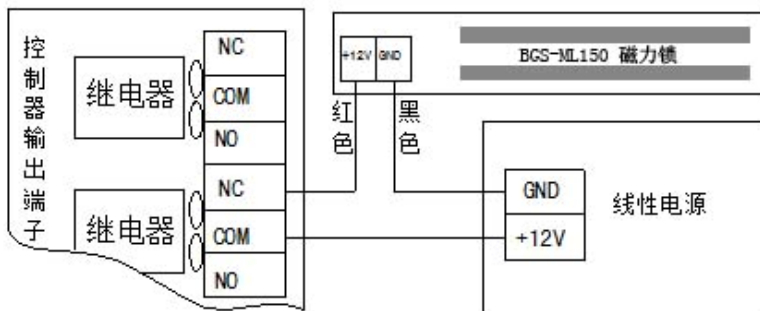 控制器输出端子
继电器
NC
COM
NO
继电器
NC
COM
NO
+12V
GND
BGS-ML150 磁力锁
红色
黑色
GND
+12V
线性电源